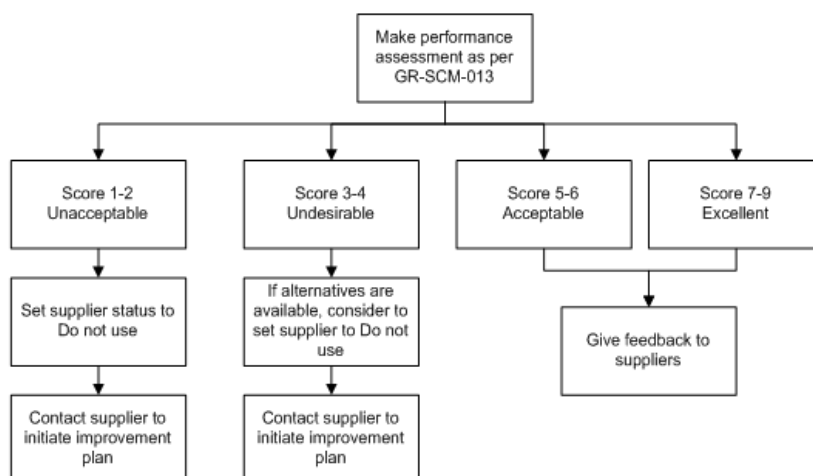 Make performance
assessment as per
GR-SCM-013
Score 1-2
Unacceptable
Score 3-4
Undesirable
Score 5-6
Acceptable
Score 7-9
Excellent
Set supplier status to
Do not use
If alternatives are
available, consider to
set supplier to Do not
use
Give feedback to
suppliers
Contact supplier to
initiate improvement
plan
Contact supplier to
initiate improvement
plan